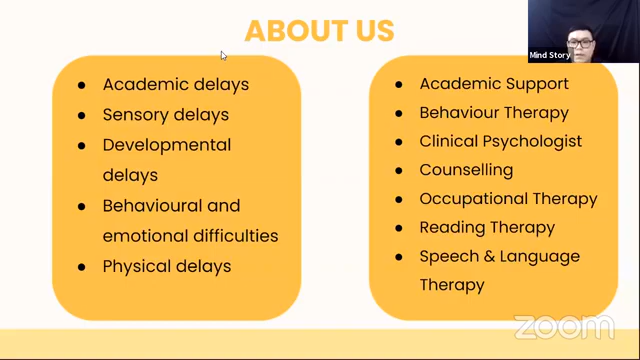 ABOUT US
● Academic delays
● Sensory delays
● Developmental
delays
● Behavioural and
emotional difficulties
● Physical delays
● Academic Support
● Behaviour Therapy
● Clinical Psychologist
● Counselling
● Occupational Therapy
● Reading Therapy
● Speech & Language
Therapy
Mind Story
zoom